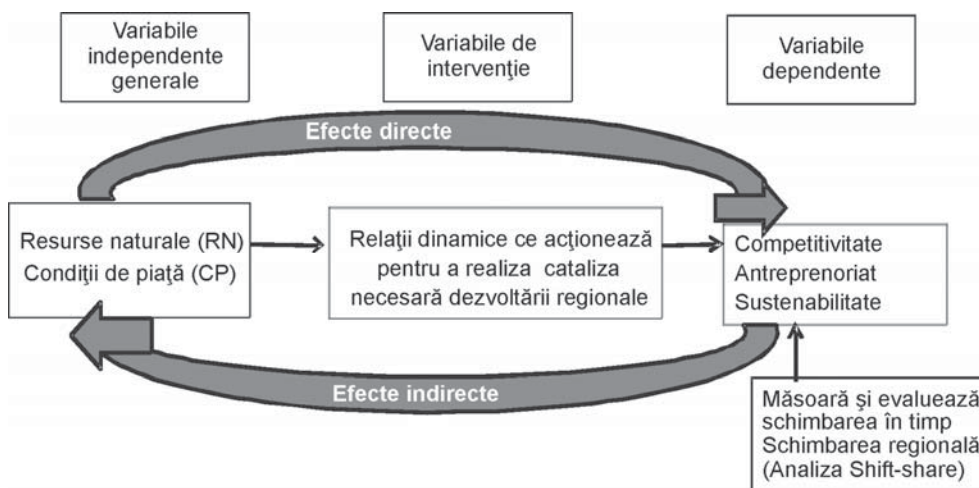 Variabile
independente
generale
Variabile de
intervenţie
Variabile
dependente
Efecte directe
Resurse naturale (RN)
Condiţii de piaţă (CP)
Relaţii dinamice ce acţionează
pentru a realiza cataliza
necesară dezvoltării regionale
Competitivitate
Antreprenoriat
Sustenabilitate
Efecte indirecte
Măsoară şi evaluează
schimbarea în timp
Schimbarea regională
(Analiza Shift-share)